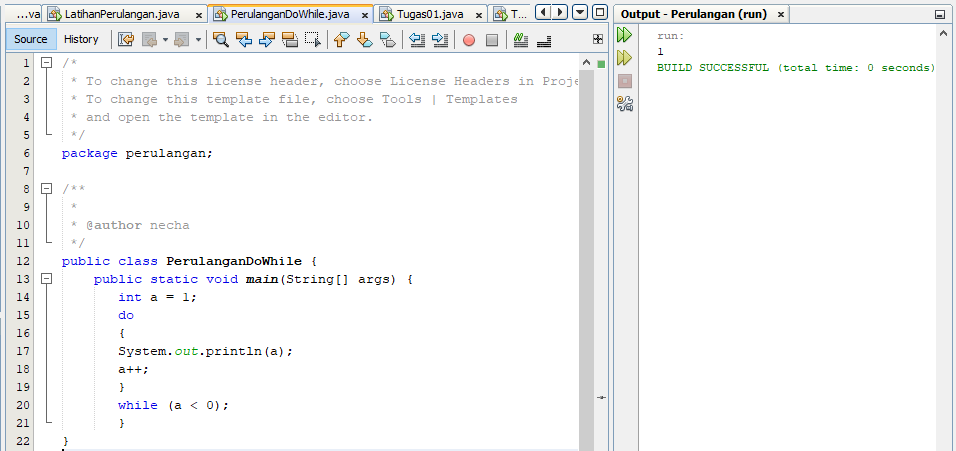 ...va LatihanPerulangan.java PerulanganDoWhile.java Tugas01.java T...
Source History
1 /*
2 * To change this license header, choose License Headers in Proje
3 * To change this template file, choose Tools | Templates
4 * and open the template in the editor.
5 */
6 package perulangan;
7
8 /**
9 *
10 * @author necha
11 */
12 public class PerulanganDoWhile {
13 public static void main(String[] args) {
14 int a = 1;
15 do
16 {
17 System.out.println(a);
18 a++;
19 }
20 while (a < 0);
21 }
22 }
Output - Perulangan (run)
run:
1
BUILD SUCCESSFUL (total time: 0 seconds)